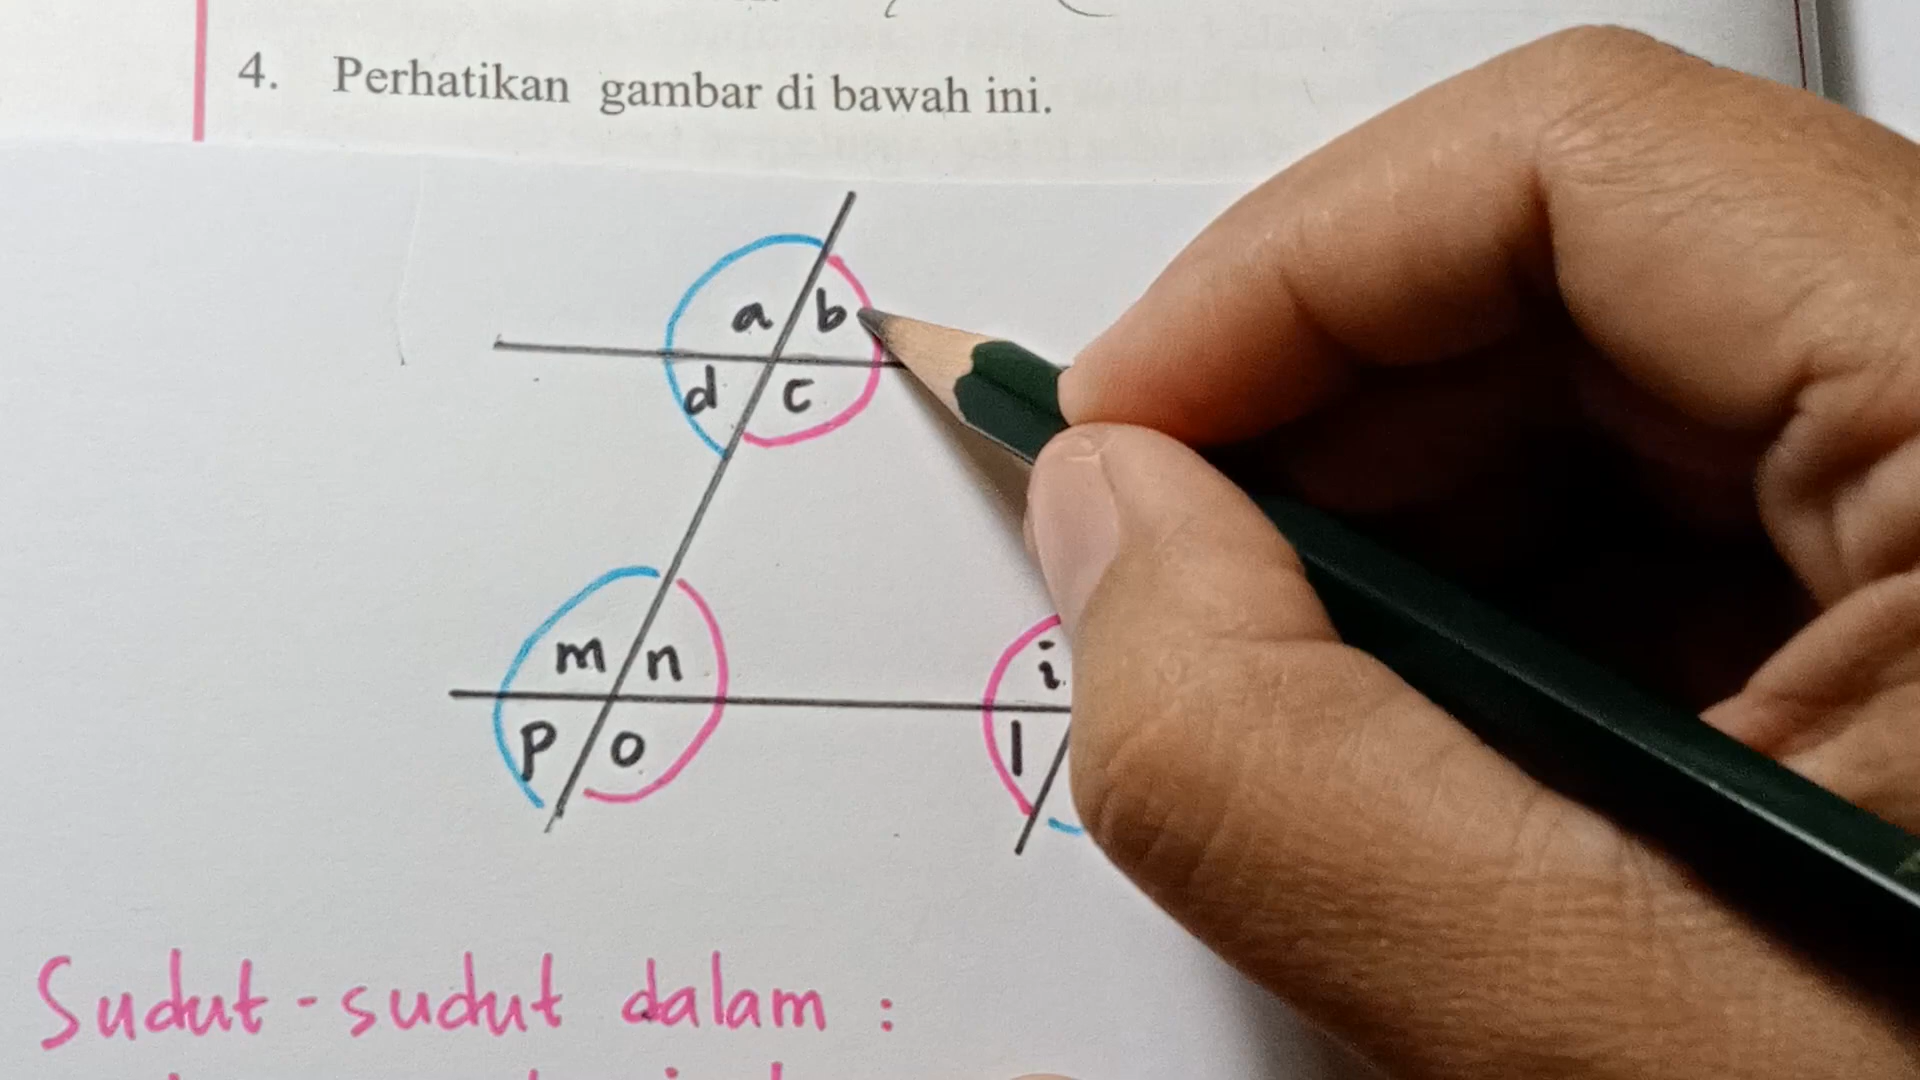 4. Perhatikan gambar di bawah ini.
a b
d c
m n i
p o l
Sudut-sudut dalam :